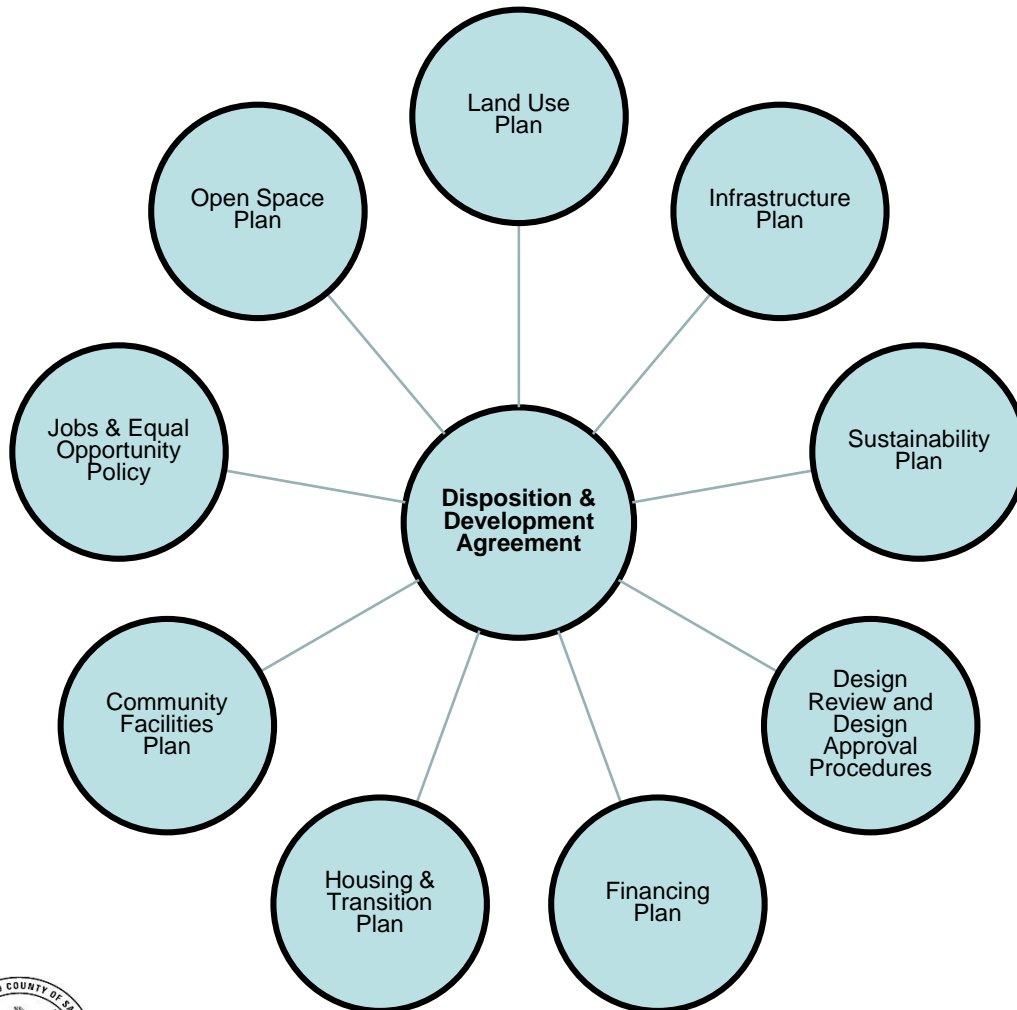 Land Use
Plan
Open Space
Plan
Infrastructure
Plan
Jobs & Equal
Opportunity
Policy
Sustainability
Plan
Disposition &
Development
Agreement
Community
Facilities
Plan
Design
Review and
Design
Approval
Procedures
Housing &
Transition
Plan
Financing
Plan
COUNTY OF